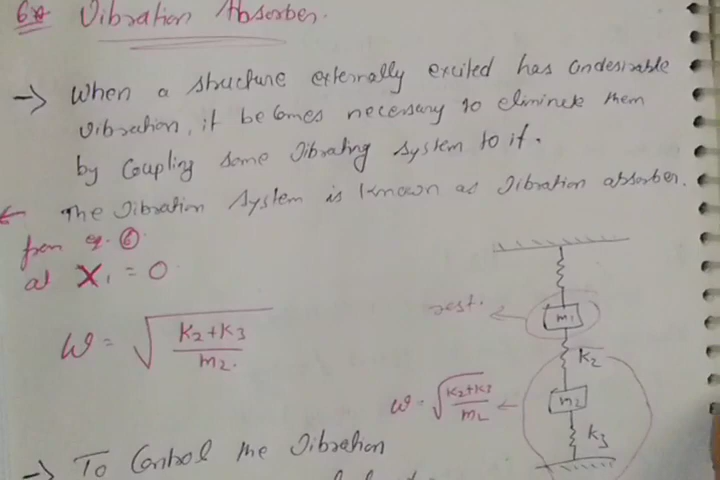 6 Vibration Absorber.
→ When a structure externally excited has undesirable
vibration, it becomes necessary to eliminate them
by coupling some vibrating system to it.
← The vibration system is known as vibration absorber.
from eq. ⑥
at X₁ = 0
ω = √((K₂+K₃)/m₂.)
rest. ←
m₁
K₂
ω = √((K₂+K₃)/m₂) ←
m₂
K₃
→ To Control the vibration